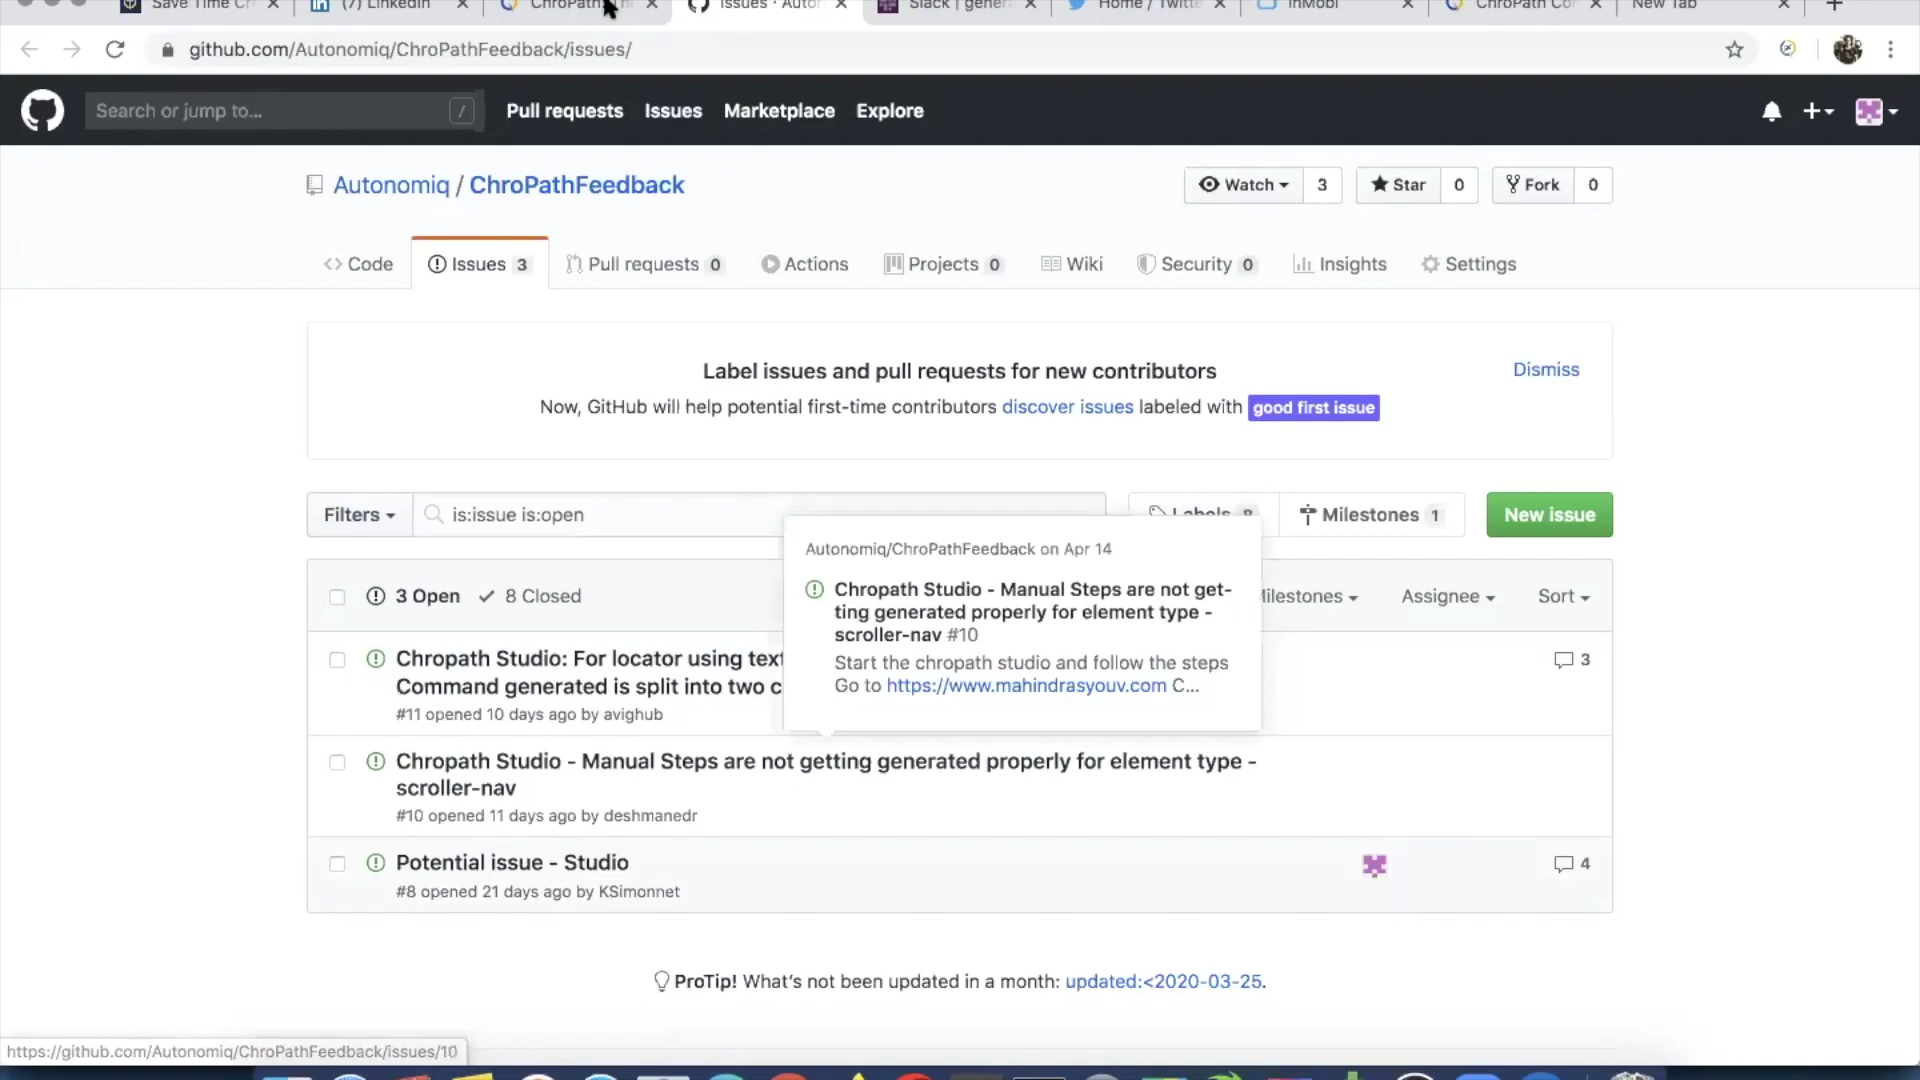 Save Time Cr
(7) LinkedIn
ChroPath
Issues · Autor
Slack | gener
Home / Twitte
InMobi
ChroPath Con
New Tab
github.com/Autonomiq/ChroPathFeedback/issues/
Search or jump to... /
Pull requests Issues Marketplace Explore
Autonomiq / ChroPathFeedback
Watch 3 Star 0 Fork 0
Code Issues 3 Pull requests 0 Actions Projects 0 Wiki Security 0 Insights Settings
Label issues and pull requests for new contributors
Dismiss
Now, GitHub will help potential first-time contributors discover issues labeled with good first issue
Filters is:issue is:open Labels 8 Milestones 1 New issue
Autonomiq/ChroPathFeedback on Apr 14
Chropath Studio - Manual Steps are not get-
ting generated properly for element type -
scroller-nav #10
Start the chropath studio and follow the steps
Go to https://www.mahindrasyouv.com C...
3 Open 8 Closed Milestones Assignee Sort
Chropath Studio: For locator using text
Command generated is split into two c
3
#11 opened 10 days ago by avighub
Chropath Studio - Manual Steps are not getting generated properly for element type -
scroller-nav
#10 opened 11 days ago by deshmanedr
Potential issue - Studio
4
#8 opened 21 days ago by KSimonnet
ProTip! What's not been updated in a month: updated:<2020-03-25.
https://github.com/Autonomiq/ChroPathFeedback/issues/10